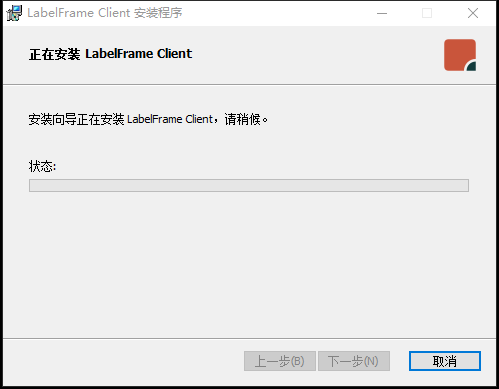 LabelFrame Client 安装程序
正在安装 LabelFrame Client
安装向导正在安装 LabelFrame Client，请稍候。
状态:
上一步(B) 下一步(N) 取消